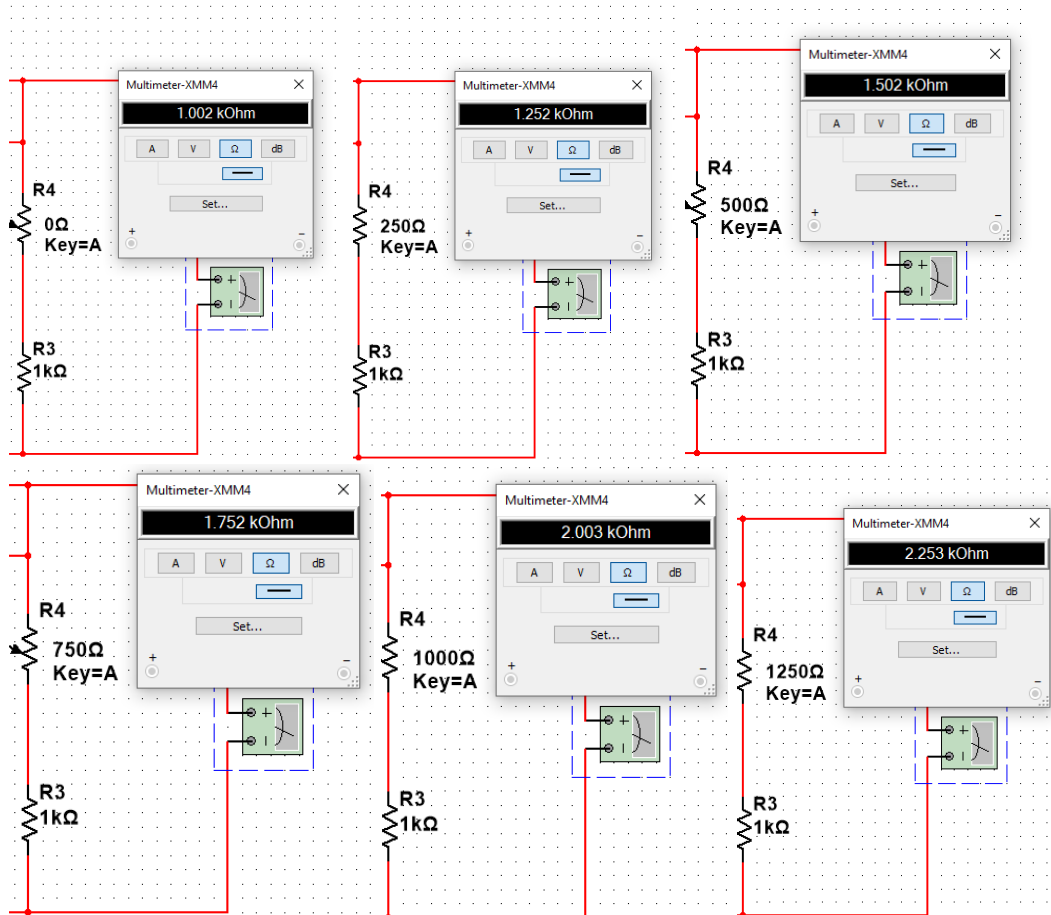 Multimeter-XMM4 ×
1.002 kOhm
A V Ω dB
Set...
+ −
R4
0Ω
Key=A
+
R3
1kΩ
Multimeter-XMM4 ×
1.252 kOhm
A V Ω dB
Set...
+ −
R4
250Ω
Key=A
+
R3
1kΩ
Multimeter-XMM4 ×
1.502 kOhm
A V Ω dB
Set...
+ −
R4
500Ω
Key=A
+
R3
1kΩ
Multimeter-XMM4 ×
1.752 kOhm
A V Ω dB
Set...
+ −
R4
750Ω
Key=A
+
R3
1kΩ
Multimeter-XMM4 ×
2.003 kOhm
A V Ω dB
Set...
+ −
R4
1000Ω
Key=A
+
R3
1kΩ
Multimeter-XMM4 ×
2.253 kOhm
A V Ω dB
Set...
+ −
R4
1250Ω
Key=A
+
R3
1kΩ